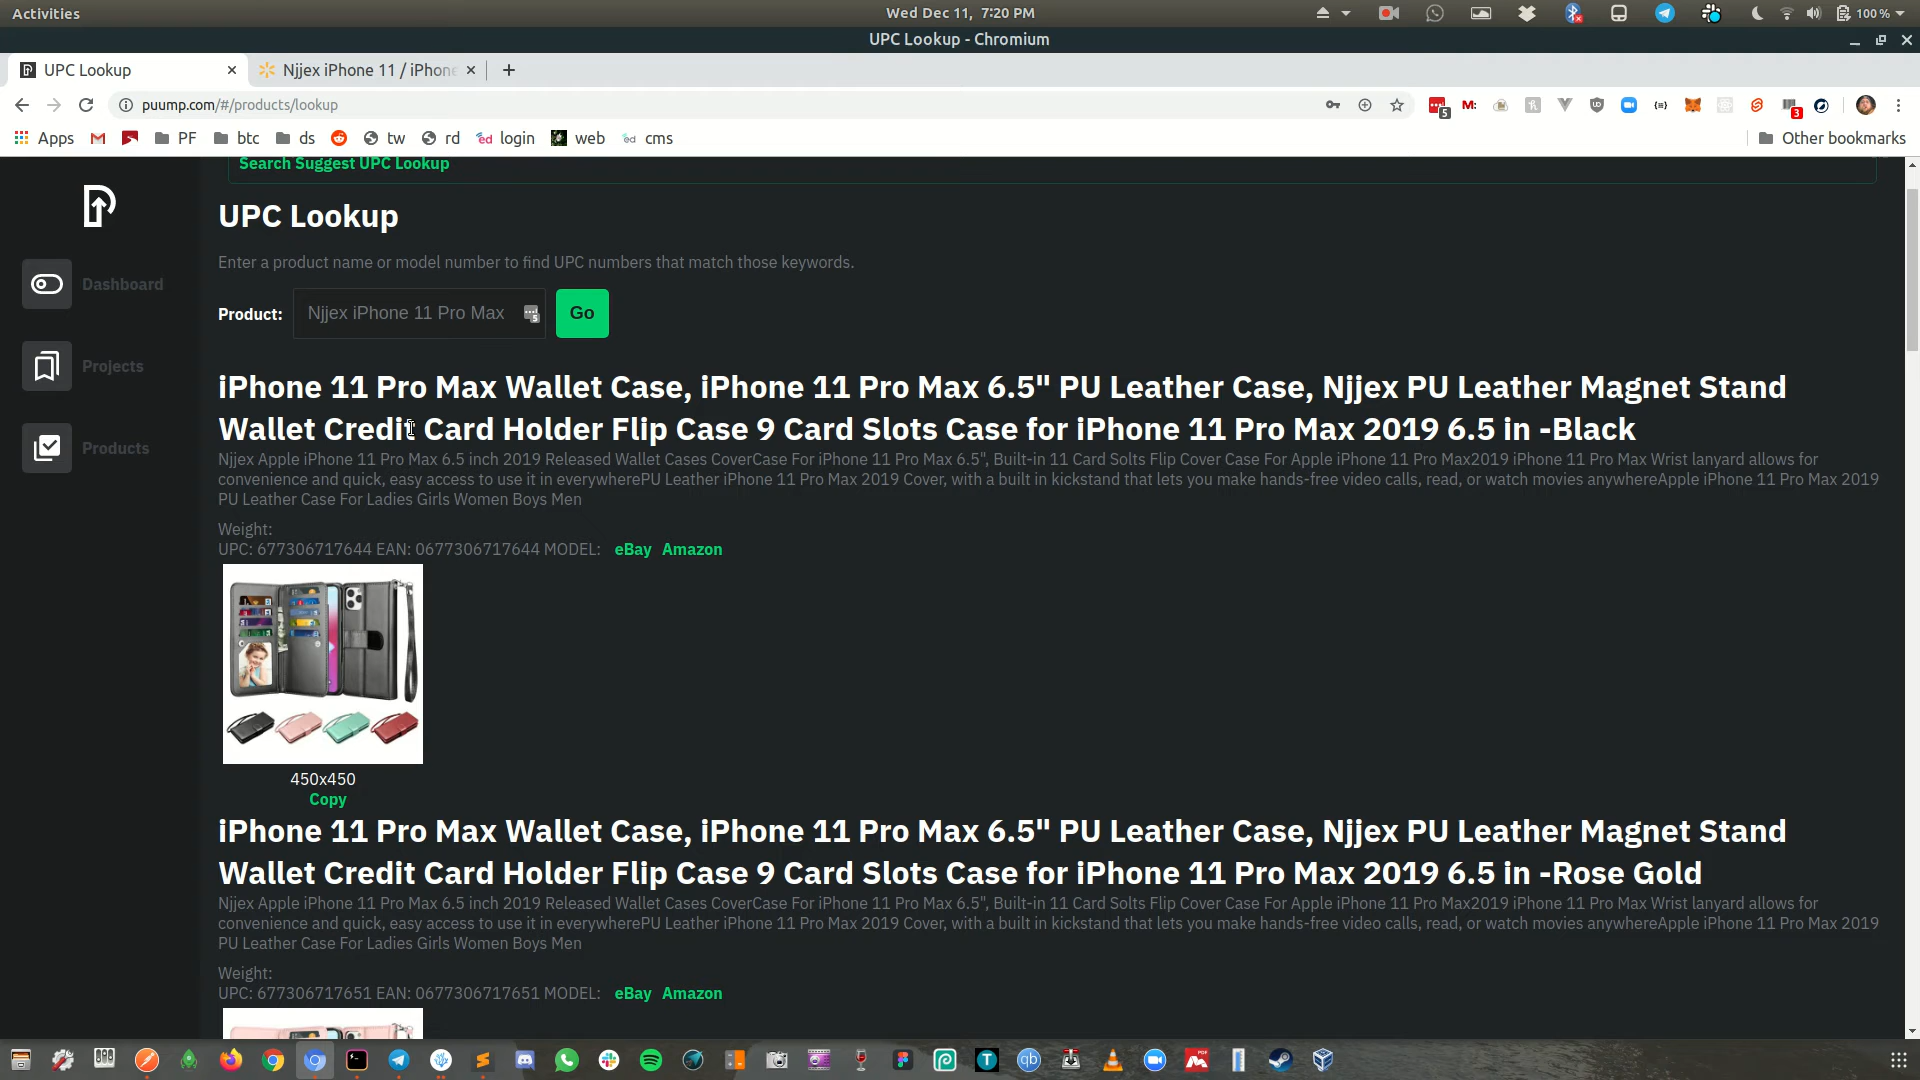 Activities
Wed Dec 11, 7:20 PM
100 %
UPC Lookup - Chromium
UPC Lookup
Njjex iPhone 11 / iPhone
puump.com/#/products/lookup
5
M:
3
Apps
PF
btc
ds
tw
rd
ed login
web
ed cms
Other bookmarks
Search Suggest UPC Lookup
UPC Lookup
Enter a product name or model number to find UPC numbers that match those keywords.
Product:
Njjex iPhone 11 Pro Max
Go
Dashboard
Projects
Products
iPhone 11 Pro Max Wallet Case, iPhone 11 Pro Max 6.5" PU Leather Case, Njjex PU Leather Magnet Stand
Wallet Credit Card Holder Flip Case 9 Card Slots Case for iPhone 11 Pro Max 2019 6.5 in -Black
Njjex Apple iPhone 11 Pro Max 6.5 inch 2019 Released Wallet Cases CoverCase For iPhone 11 Pro Max 6.5", Built-in 11 Card Solts Flip Cover Case For Apple iPhone 11 Pro Max2019 iPhone 11 Pro Max Wrist lanyard allows for
convenience and quick, easy access to use it in everywherePU Leather iPhone 11 Pro Max 2019 Cover, with a built in kickstand that lets you make hands-free video calls, read, or watch movies anywhereApple iPhone 11 Pro Max 2019
PU Leather Case For Ladies Girls Women Boys Men
Weight:
UPC: 677306717644 EAN: 0677306717644 MODEL: eBay Amazon
450x450
Copy
iPhone 11 Pro Max Wallet Case, iPhone 11 Pro Max 6.5" PU Leather Case, Njjex PU Leather Magnet Stand
Wallet Credit Card Holder Flip Case 9 Card Slots Case for iPhone 11 Pro Max 2019 6.5 in -Rose Gold
Njjex Apple iPhone 11 Pro Max 6.5 inch 2019 Released Wallet Cases CoverCase For iPhone 11 Pro Max 6.5", Built-in 11 Card Solts Flip Cover Case For Apple iPhone 11 Pro Max2019 iPhone 11 Pro Max Wrist lanyard allows for
convenience and quick, easy access to use it in everywherePU Leather iPhone 11 Pro Max 2019 Cover, with a built in kickstand that lets you make hands-free video calls, read, or watch movies anywhereApple iPhone 11 Pro Max 2019
PU Leather Case For Ladies Girls Women Boys Men
Weight:
UPC: 677306717651 EAN: 0677306717651 MODEL: eBay Amazon